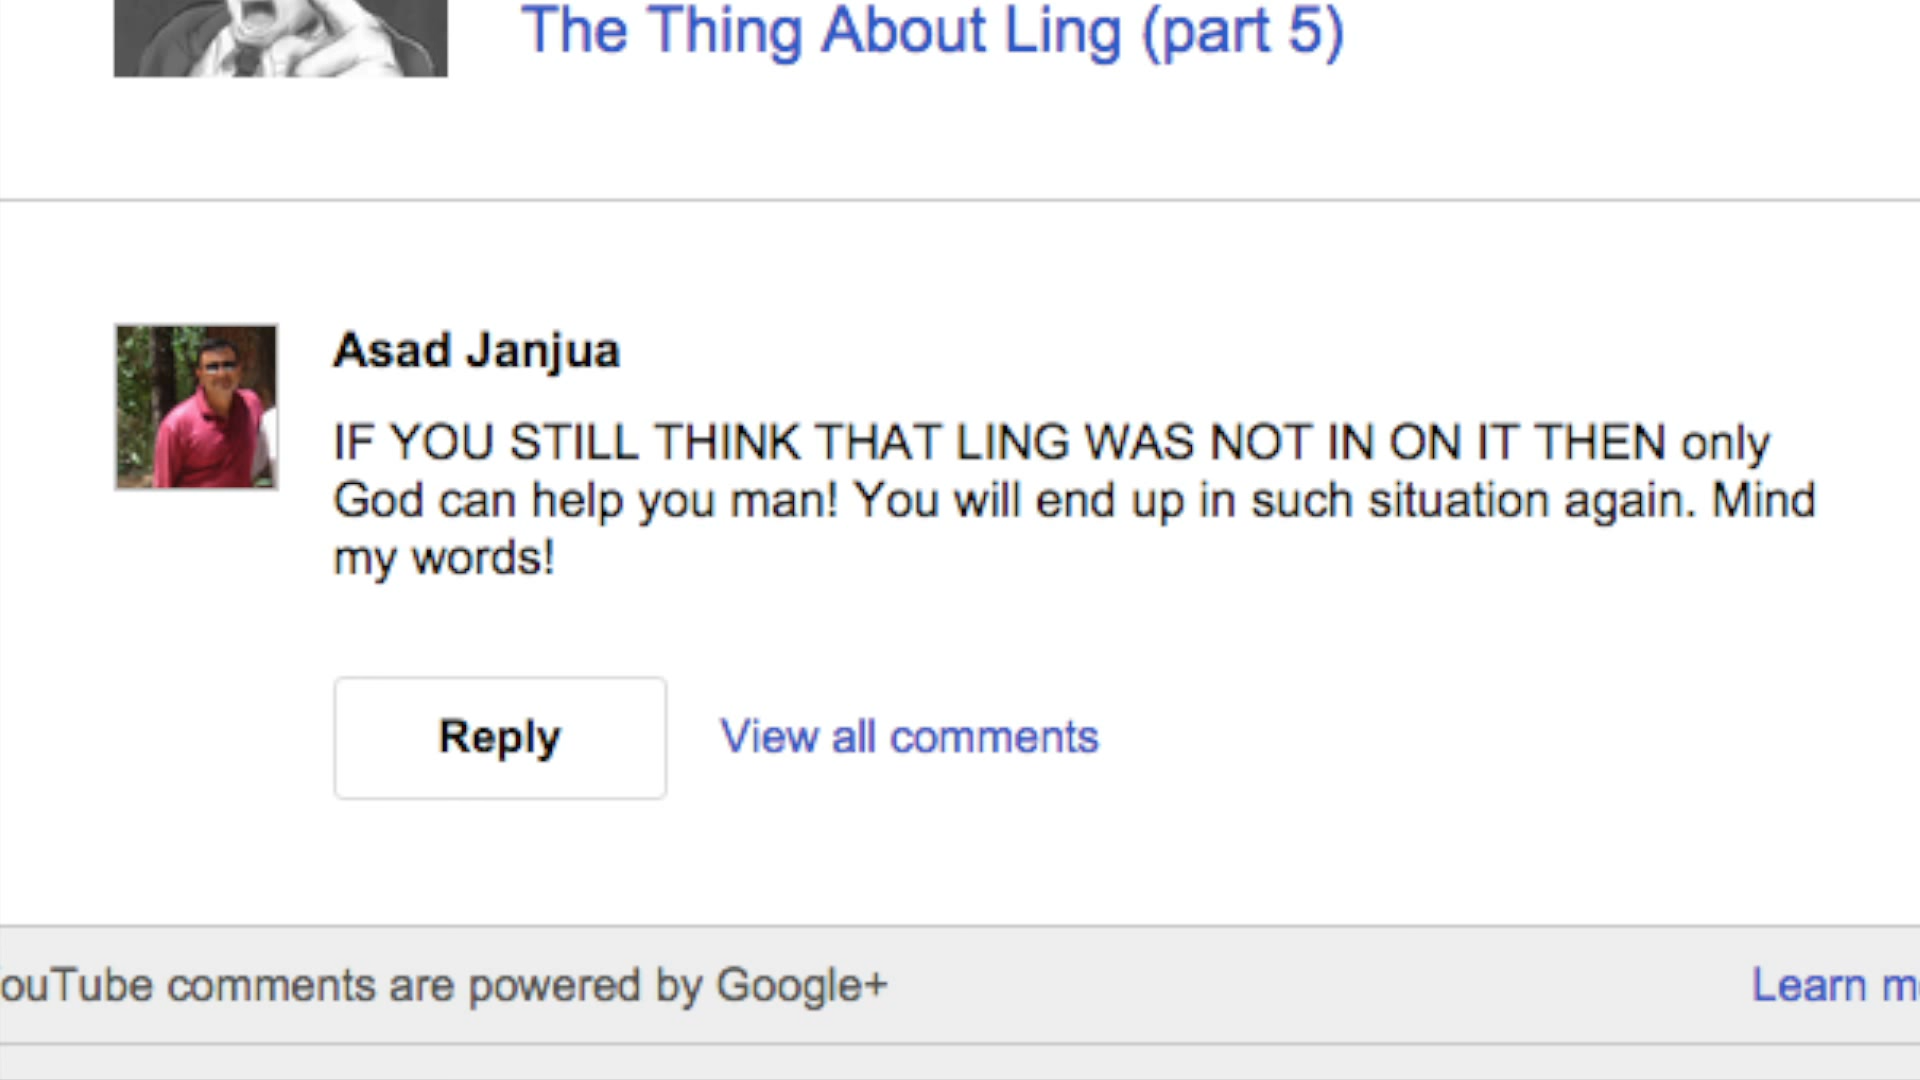 The Thing About Ling (part 5)
Asad Janjua
IF YOU STILL THINK THAT LING WAS NOT IN ON IT THEN only
God can help you man! You will end up in such situation again. Mind
my words!
Reply View all comments
ouTube comments are powered by Google+ Learn m